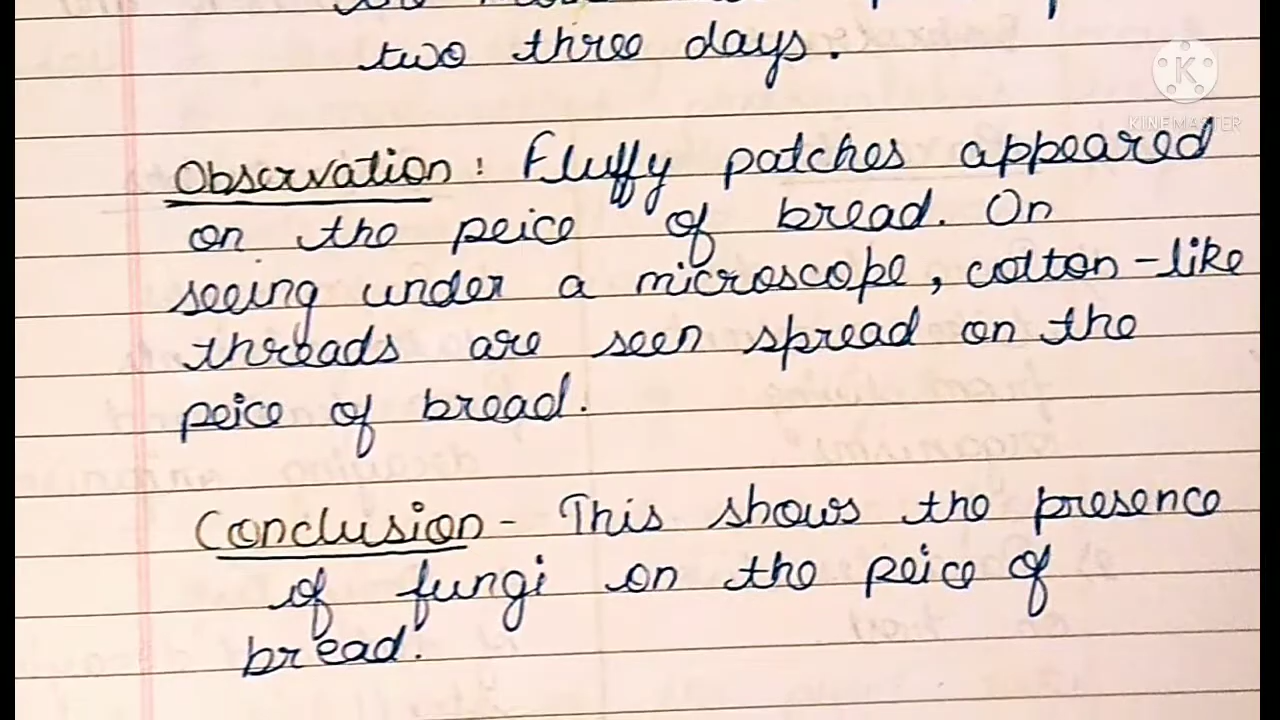 two three days.
K
KINEMASTER
Observation: Fluffy patches appeared
on the peice of bread. On
seeing under a microscope, cotton-like
threads are seen spread on the
peice of bread.
Conclusion - This shows the presence
of fungi on the peice of
bread.